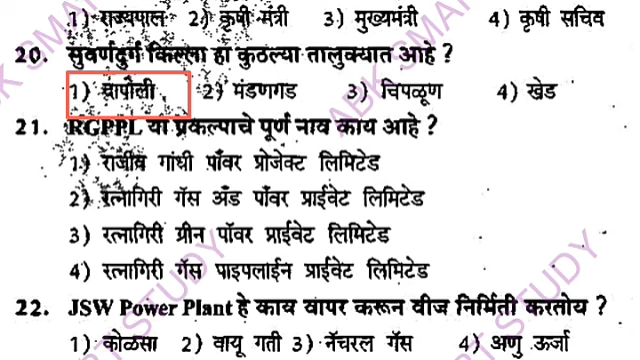 1) राज्यपाल 2) कृषी मंत्री 3) मुख्यमंत्री 4) कृषी सचिव
20. सुवर्णदुर्ग किल्ला हा कुठल्या तालुक्यात आहे ?
1) दापोली 2) मंडणगड 3) चिपळूण 4) खेड
21. RGPPL या प्रकल्पाचे पूर्ण नाव काय आहे ?
1) राजीव गांधी पॉवर प्रोजेक्ट लिमिटेड
2) रत्नागिरी गॅस अँड पॉवर प्राईवेट लिमिटेड
3) रत्नागिरी ग्रीन पॉवर प्राईवेट लिमिटेड
4) रत्नागिरी गॅस पाइपलाईन प्राईवेट लिमिटेड
22. JSW Power Plant हे काय वापर करून वीज निर्मिती करतोय ?
1) कोळसा 2) वायू गती 3) नॅचरल गॅस 4) अणु ऊर्जा